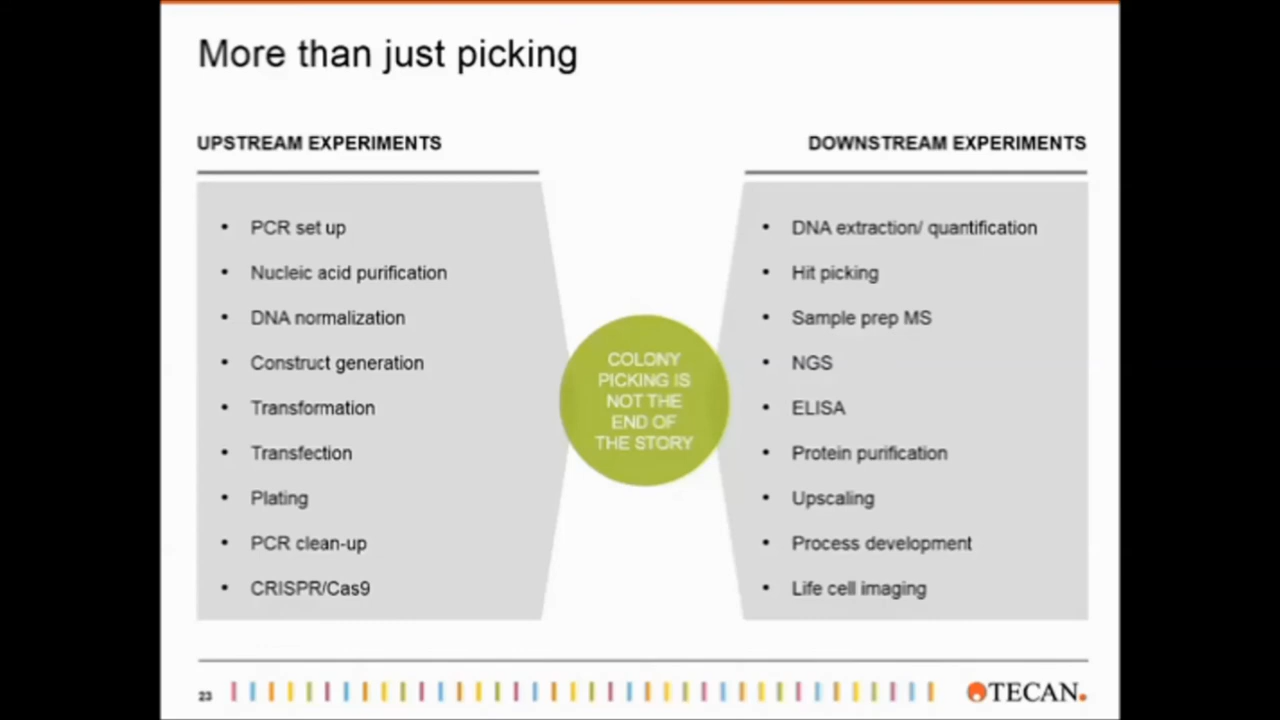 More than just picking
UPSTREAM EXPERIMENTS
• PCR set up
• Nucleic acid purification
• DNA normalization
• Construct generation
• Transformation
• Transfection
• Plating
• PCR clean-up
• CRISPR/Cas9
COLONY
PICKING IS
NOT THE
END OF
THE STORY
DOWNSTREAM EXPERIMENTS
• DNA extraction/ quantification
• Hit picking
• Sample prep MS
• NGS
• ELISA
• Protein purification
• Upscaling
• Process development
• Life cell imaging
23
TECAN.